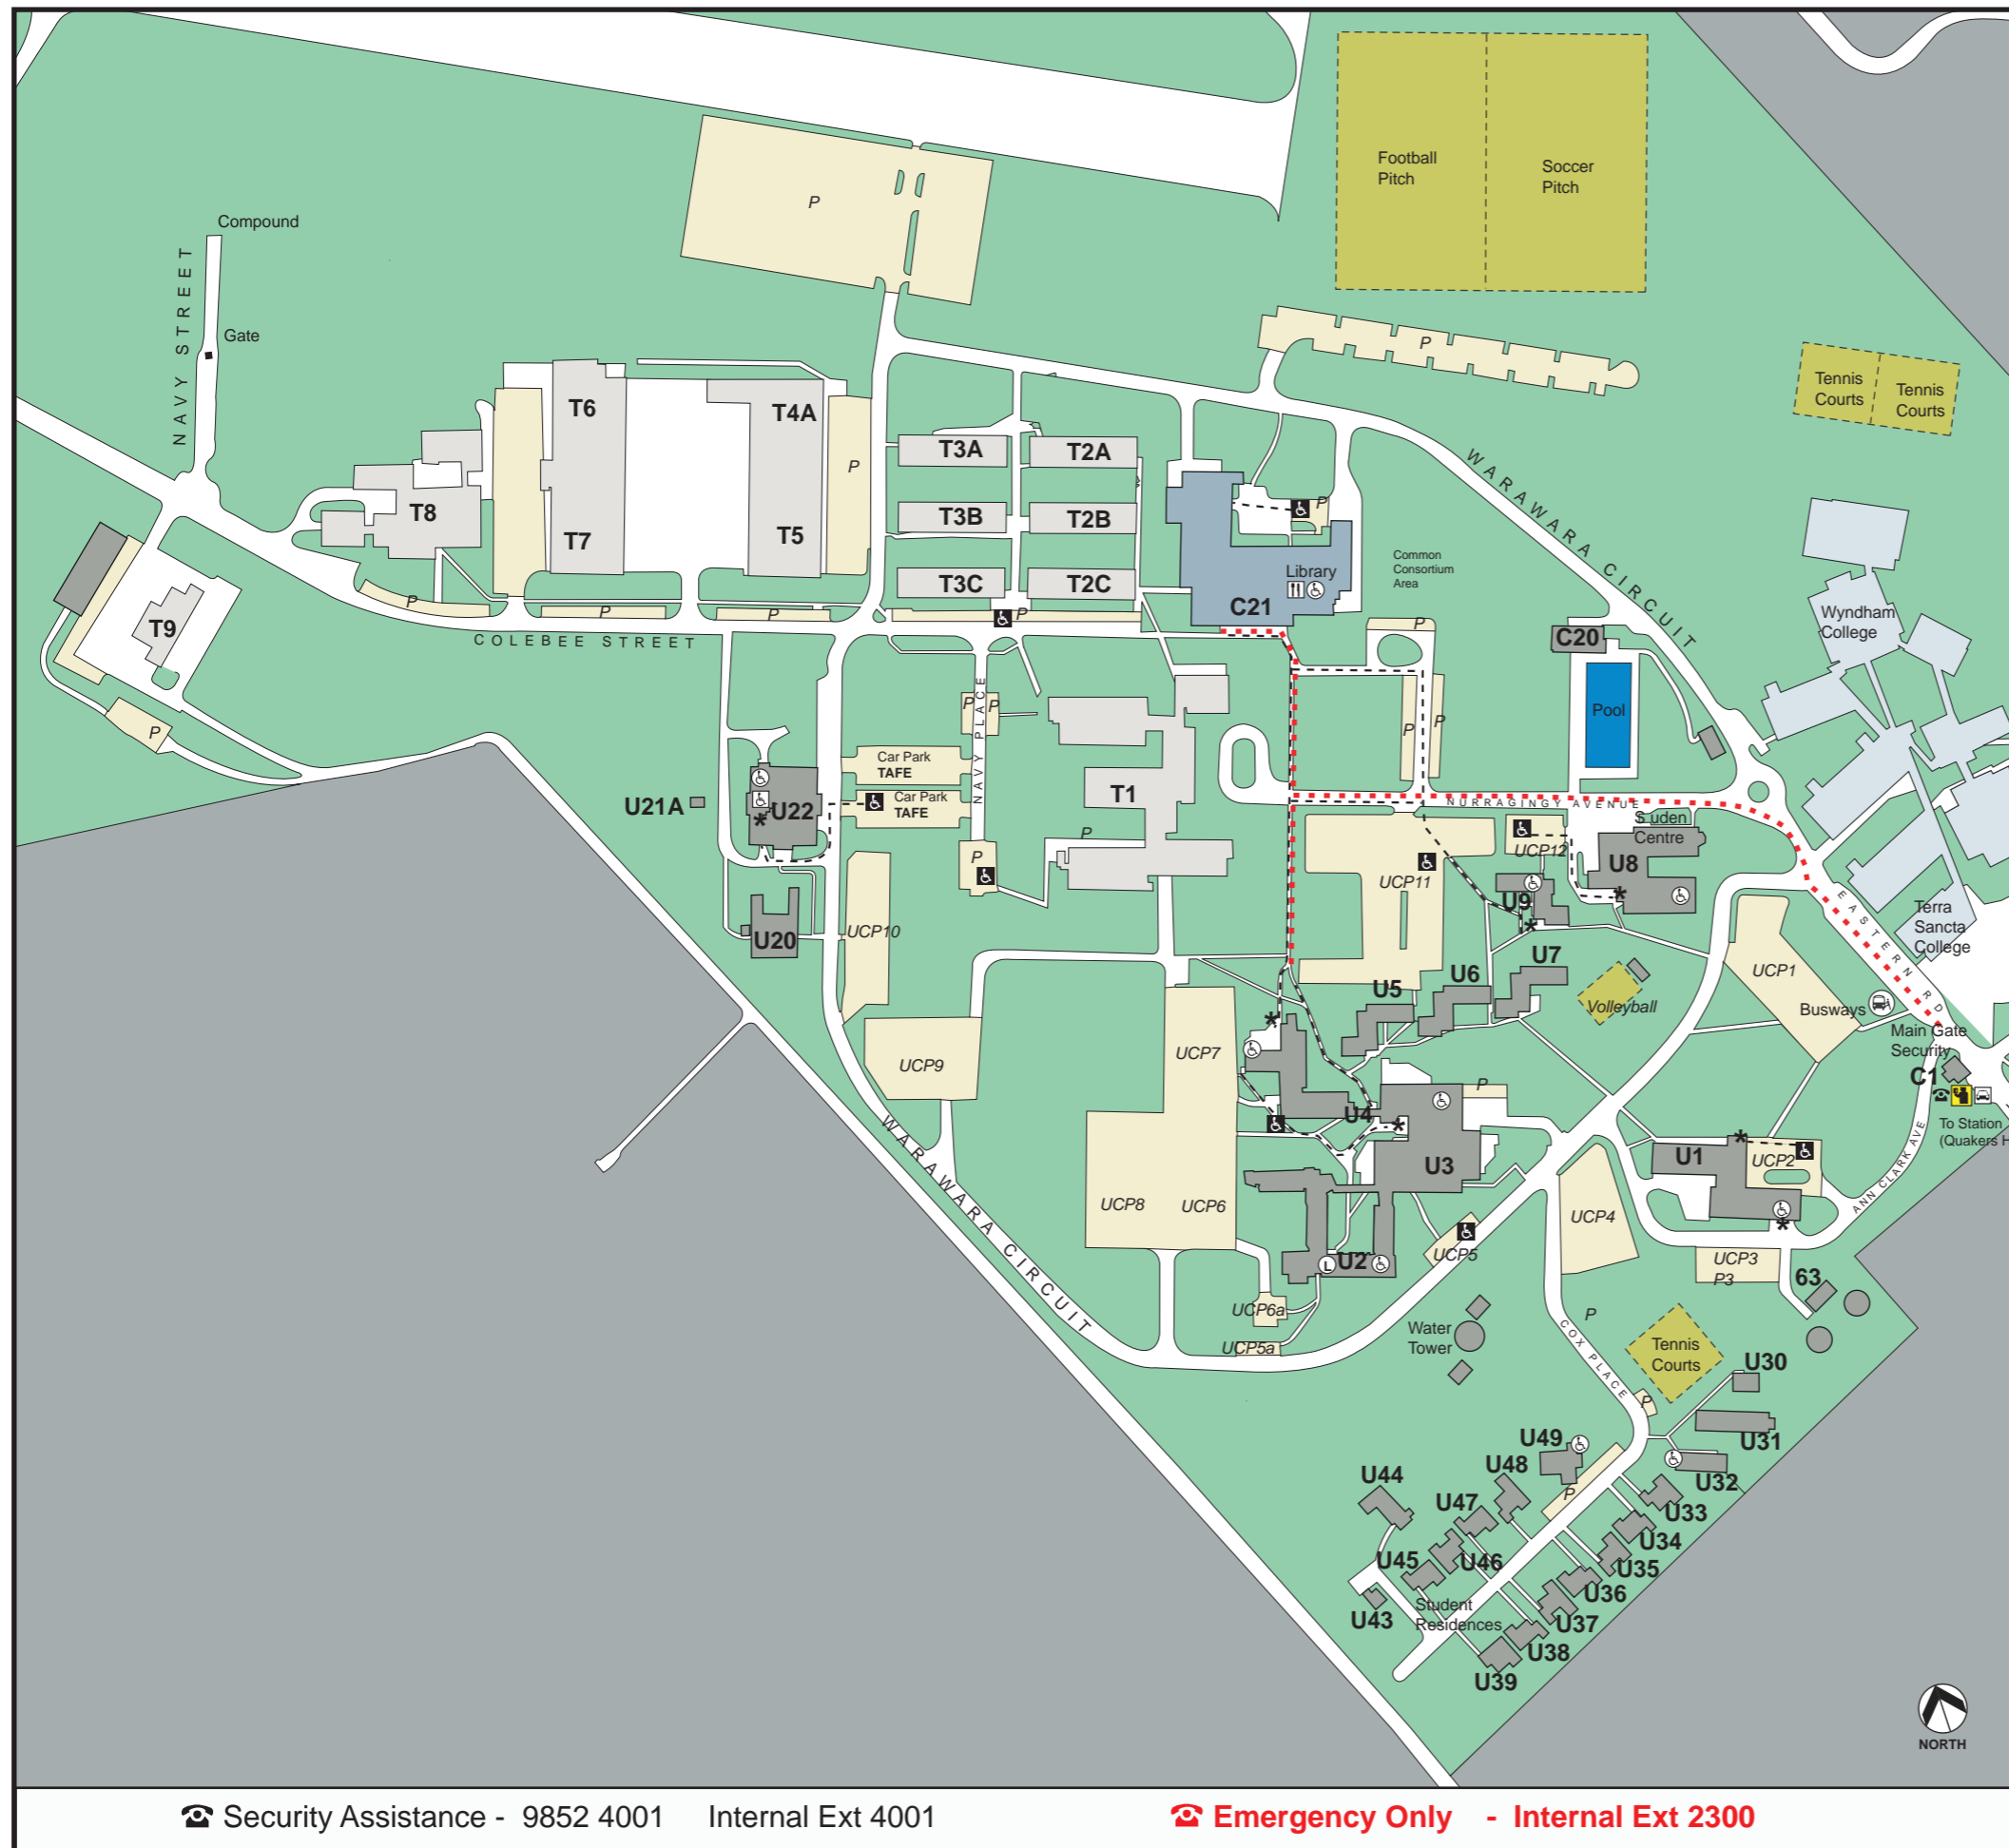 Football
Pitch
Soccer
Pitch
P
Compound
NAVY STREET
Gate
P
Tennis
Courts
Tennis
Courts
T6
T4A
T3A
T2A
P
WARAWARA CIRCUIT
T8
T7
T5
T3B
T2B
P
Common
Consortium
Area
Library
T3C
T2C
C21
P
P
P
P
P
COLEBEE STREET
T9
C20
Wyndham
College
P
P
P
NAVY PLACE
P
P
Pool
P
Car Park
TAFE
Car Park
TAFE
T1
U21A
U22
*
NURRAGINGY AVENUE
S uden
Centre
P
P
UCP12
U8
*
UCP11
U9
*
EASTERN RD
Terra
Sancta
College
U20
UCP10
U7
U6
U5
UCP1
Volleyball
Busways
Main Gate
Security
C1
*
UCP7
UCP9
P
U4
*
To Station
(Quakers H
U3
*
U1
UCP2
ANN CLARK AVE
*
UCP8
UCP6
UCP4
WARAWARA CIRCUIT
L
U2
UCP5
UCP3
P3
63
UCP6a
UCP5a
Water
Tower
P
COX PLACE
Tennis
Courts
U30
P
U31
U49
U32
U48
U44
P
U47
U33
U34
U45
U46
U35
U36
U43
Student
Residences
U37
U38
U39
NORTH
Security Assistance - 9852 4001 Internal Ext 4001
Emergency Only - Internal Ext 2300